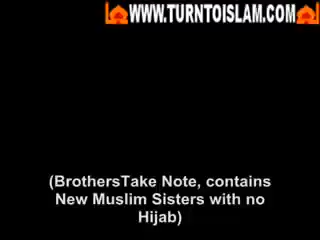 WWW.TURNTOISLAM.COM
(BrothersTake Note, contains
New Muslim Sisters with no
Hijab)